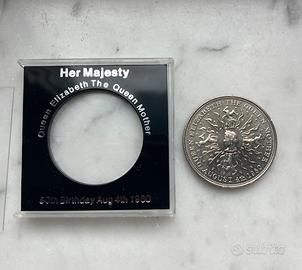 Her Majesty
Queen Elizabeth The Queen Mother
80th Birthday Aug 4th 1980
QUEEN ELIZABETH THE QUEEN MOTHER
AUGUST 4th 1980
subito